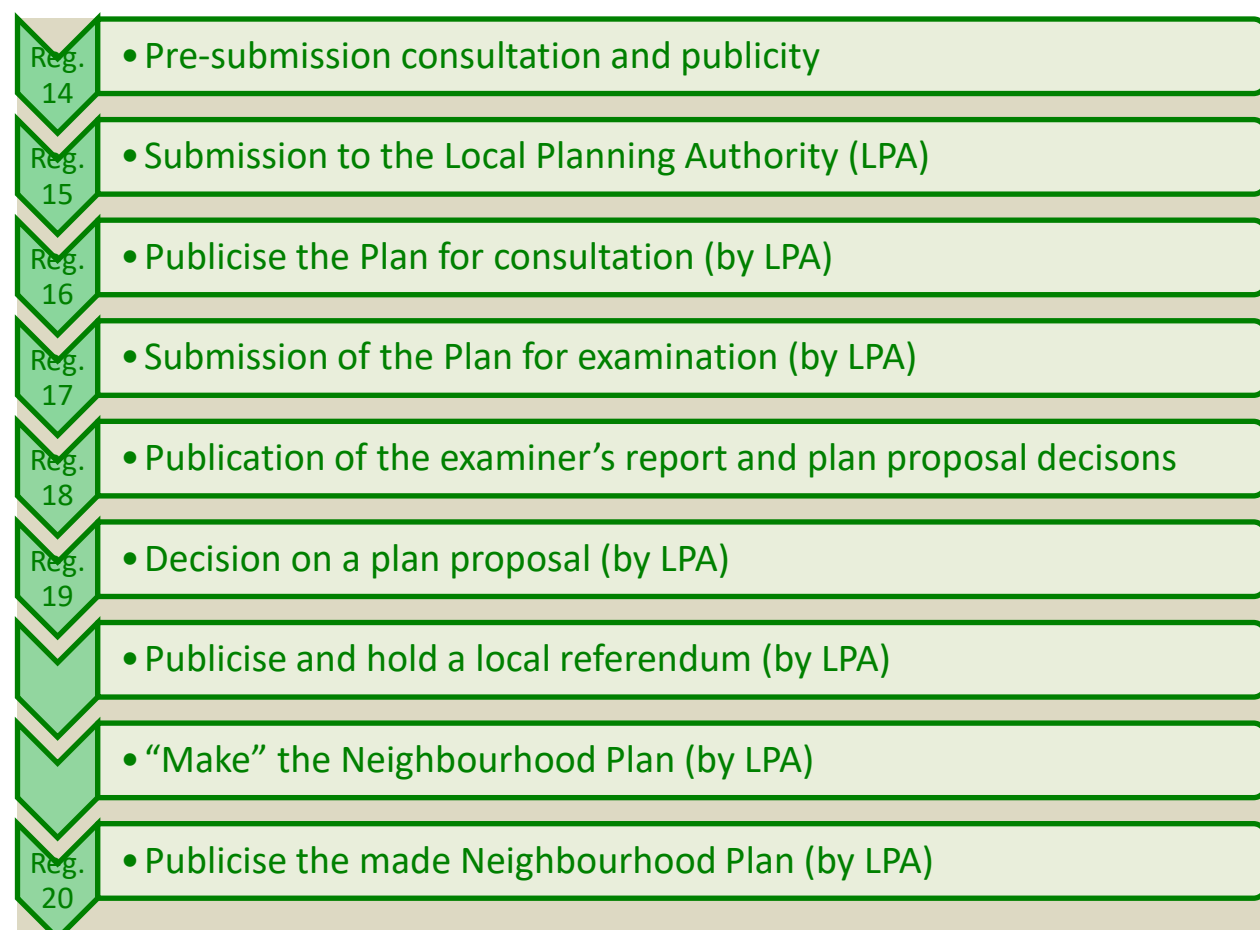 Reg.
14
• Pre-submission consultation and publicity
Reg.
15
• Submission to the Local Planning Authority (LPA)
Reg.
16
• Publicise the Plan for consultation (by LPA)
Reg.
17
• Submission of the Plan for examination (by LPA)
Reg.
18
• Publication of the examiner’s report and plan proposal decisons
Reg.
19
• Decision on a plan proposal (by LPA)
• Publicise and hold a local referendum (by LPA)
• “Make” the Neighbourhood Plan (by LPA)
Reg.
20
• Publicise the made Neighbourhood Plan (by LPA)